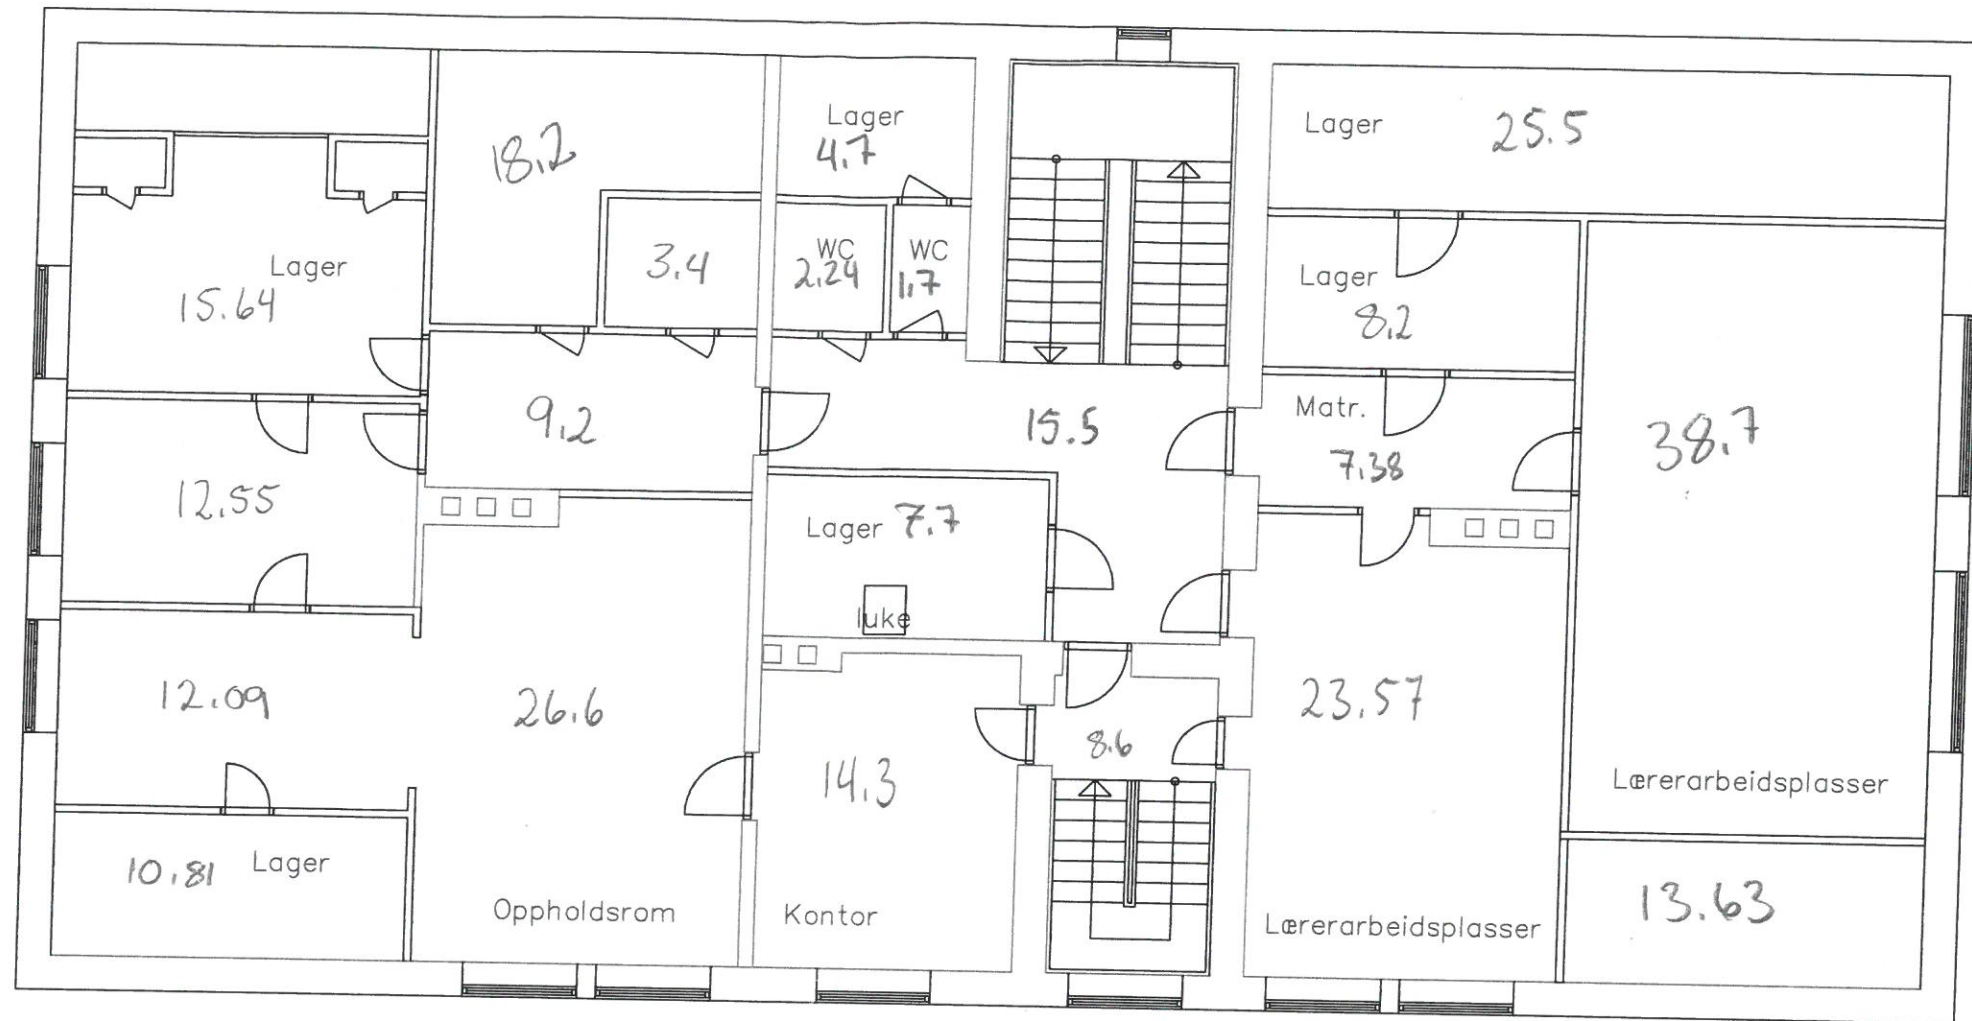 Lager
4.7
Lager 25.5
18.2
3.4
WC
2.24
WC
1.7
Lager
15.64
Lager
8.2
9.2
15.5
Matr.
7.38
38.7
12.55
Lager 7.7
luke
12.09
26.6
14.3
8.6
23.57
Lærerarbeidsplasser
10.81 Lager
Oppholdsrom
Kontor
Lærerarbeidsplasser
13.63